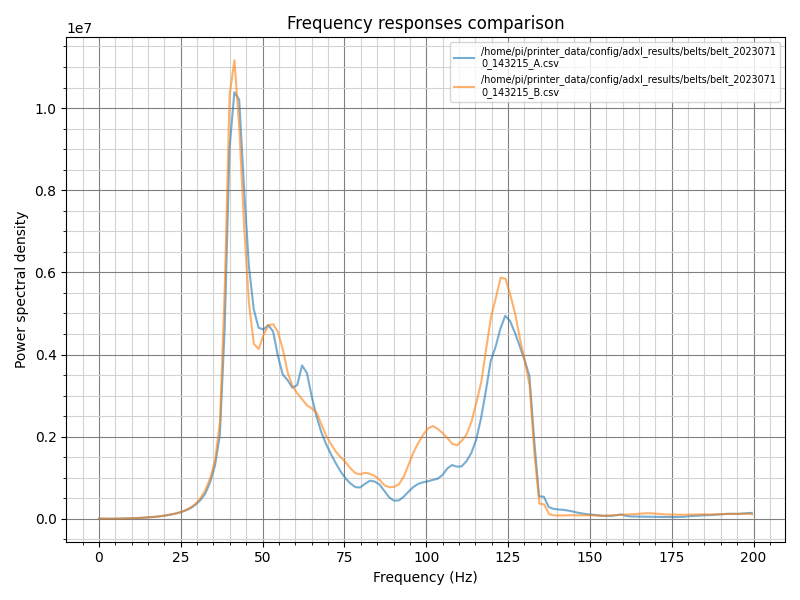 Frequency responses comparison
1e7
/home/pi/printer_data/config/adxl_results/belts/belt_2023071
0_143215_A.csv
/home/pi/printer_data/config/adxl_results/belts/belt_2023071
0_143215_B.csv
1.0
0.8
0.6
0.4
0.2
0.0
Power spectral density
0 25 50 75 100 125 150 175 200
Frequency (Hz)